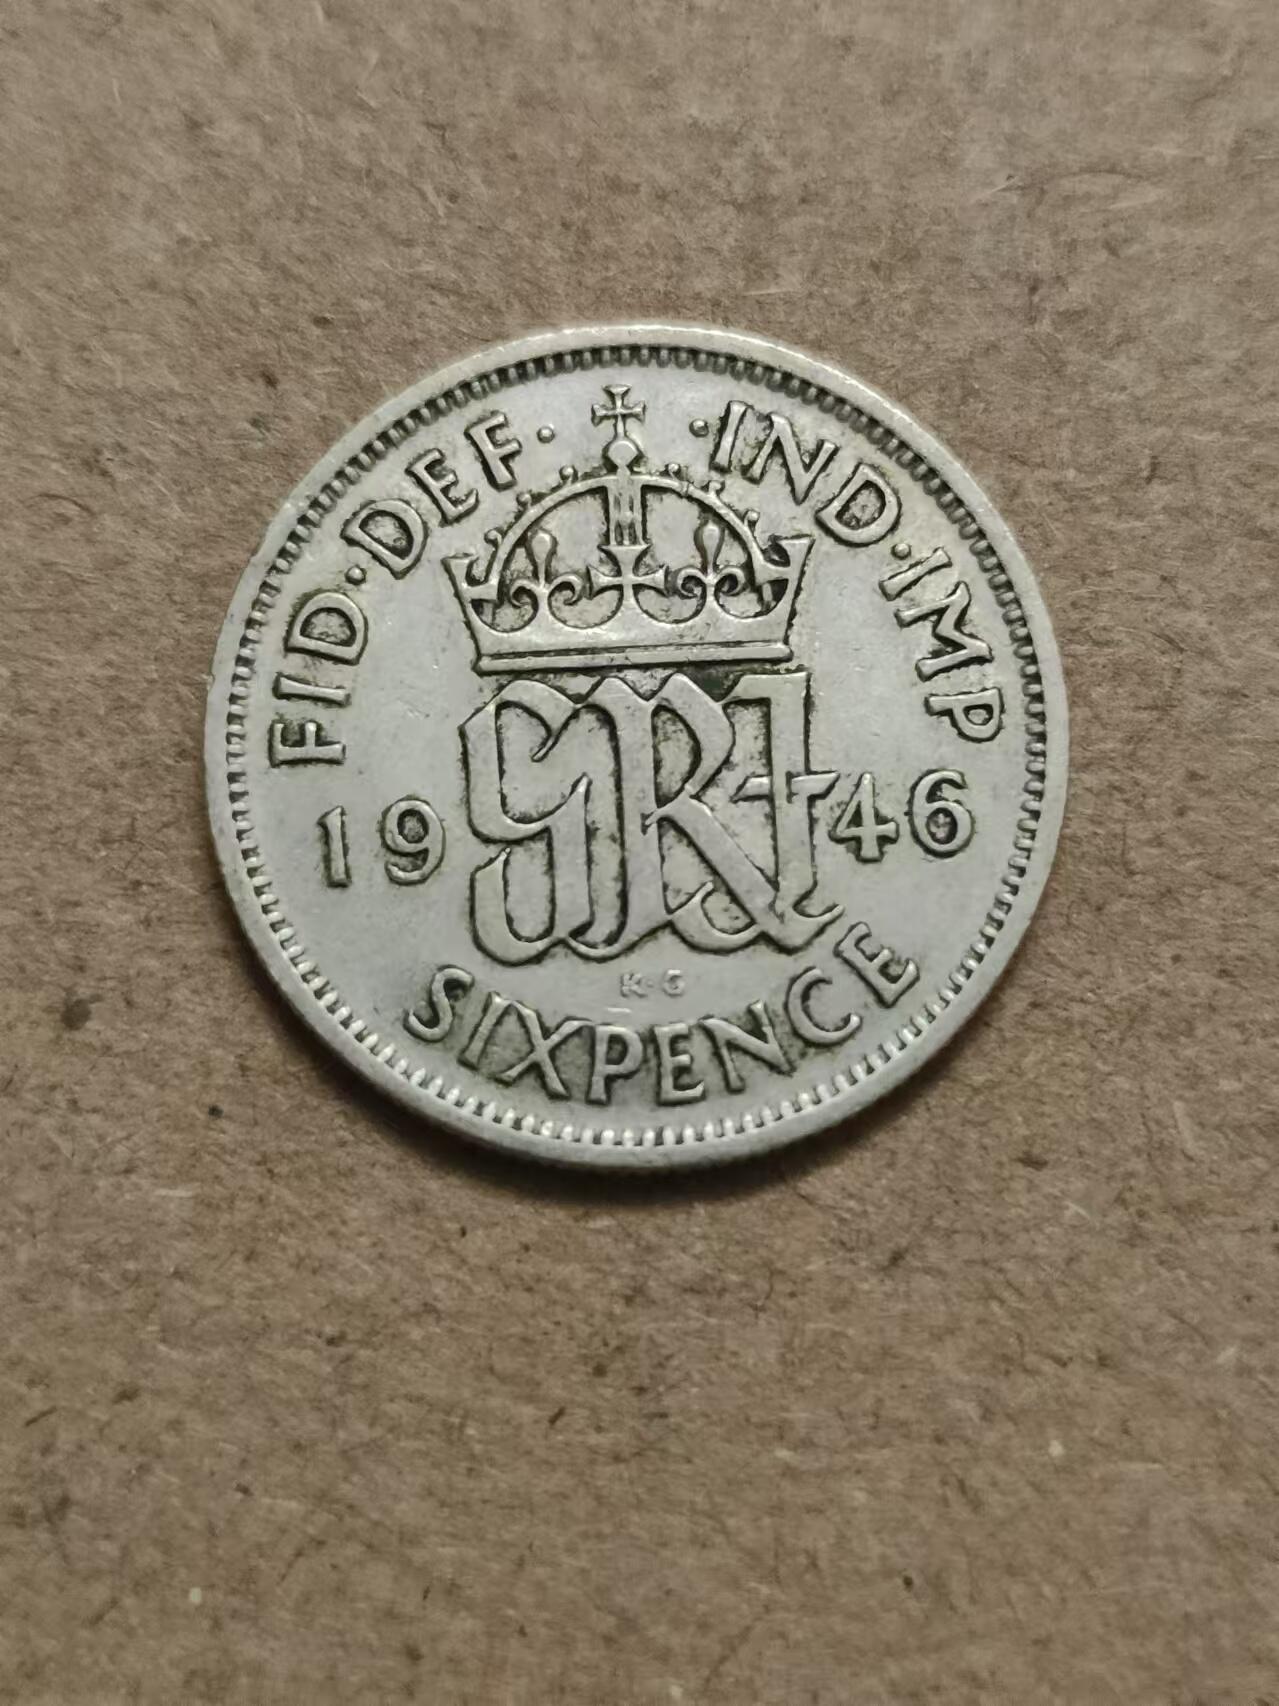 FID·DEF· ·IND·IMP
GRI
1946
K·G
SIXPENCE